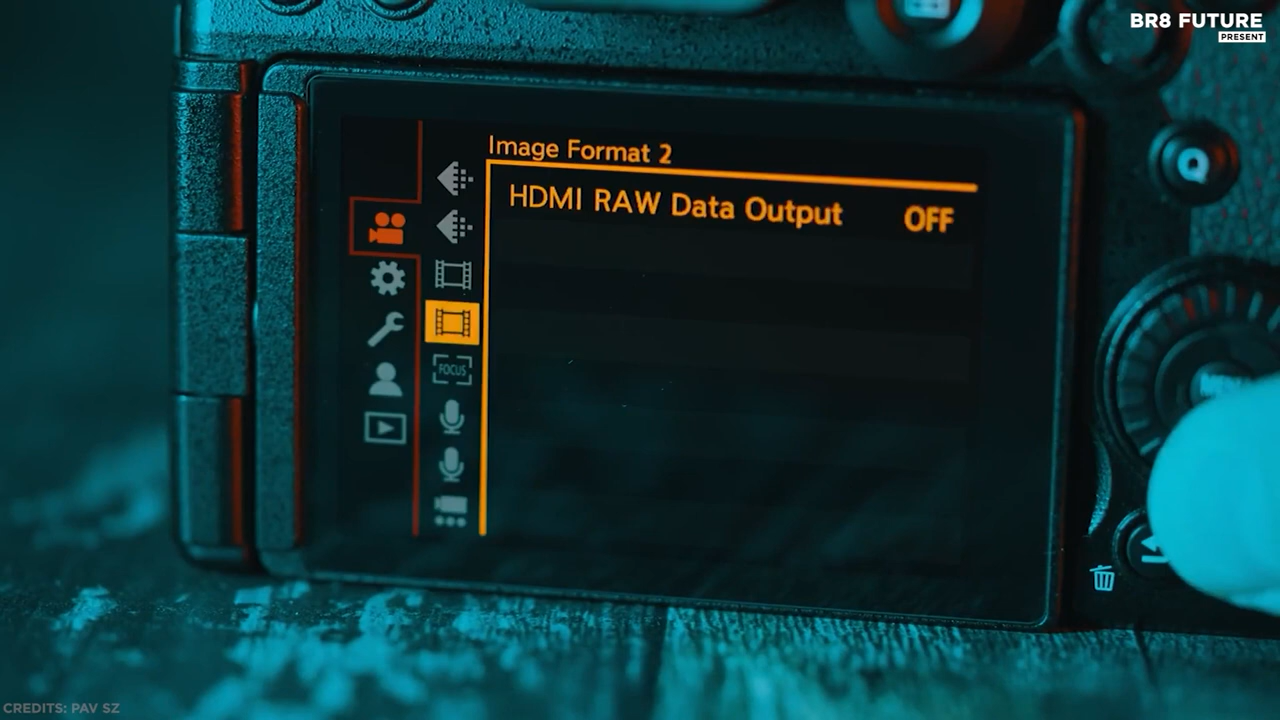 BR8 FUTURE
PRESENT
Image Format 2
HDMI RAW Data Output OFF
FOCUS
Q
CREDITS: PAV SZ